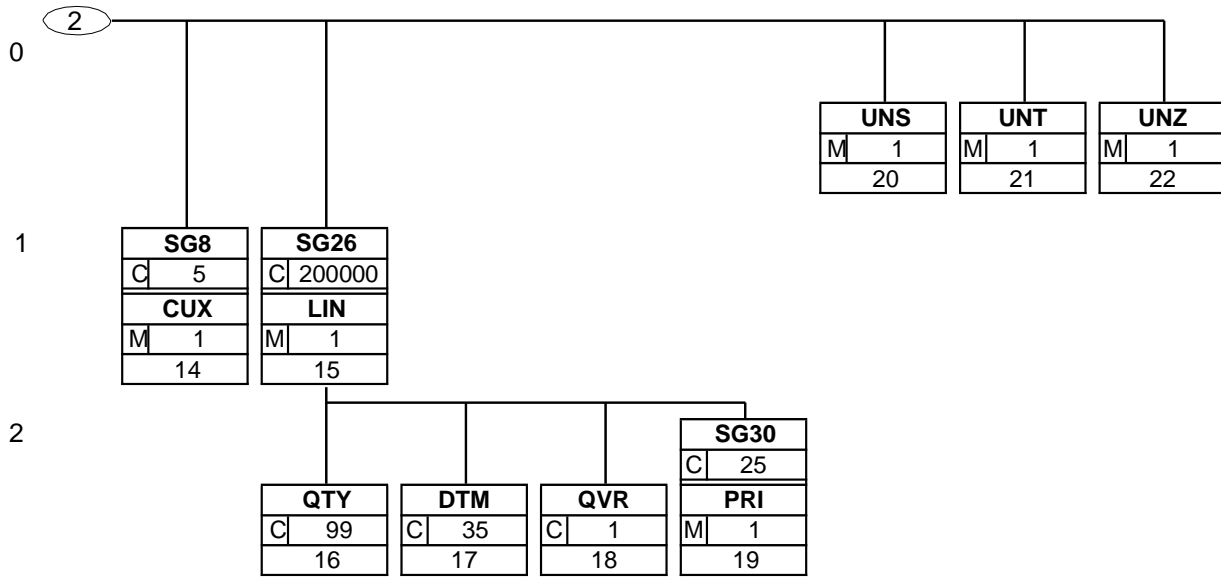 2
0
UNS UNT UNZ
M 1 M 1 M 1
20 21 22
1
SG8 SG26
C 5 C 200000
CUX LIN
M 1 M 1
14 15
2
SG30
C 25
QTY DTM QVR PRI
C 99 C 35 C 1 M 1
16 17 18 19